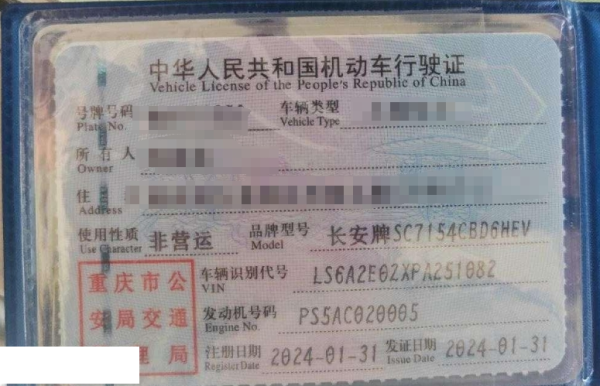 中华人民共和国机动车行驶证
Vehicle License of the People's Republic of China
号牌号码
Plate No.
车辆类型
Vehicle Type
所有人
Owner
住
Address
使用性质
Use Character
非营运
品牌型号
Model
长安牌SC7154CBD6HEV
车辆识别代号
VIN
LS6A2E02XPA251082
发动机号码
Engine No.
PS5AC020005
注册日期
Register Date
2024-01-31
发证日期
Issue Date
2024-01-31
重庆市公
安局交通
理局